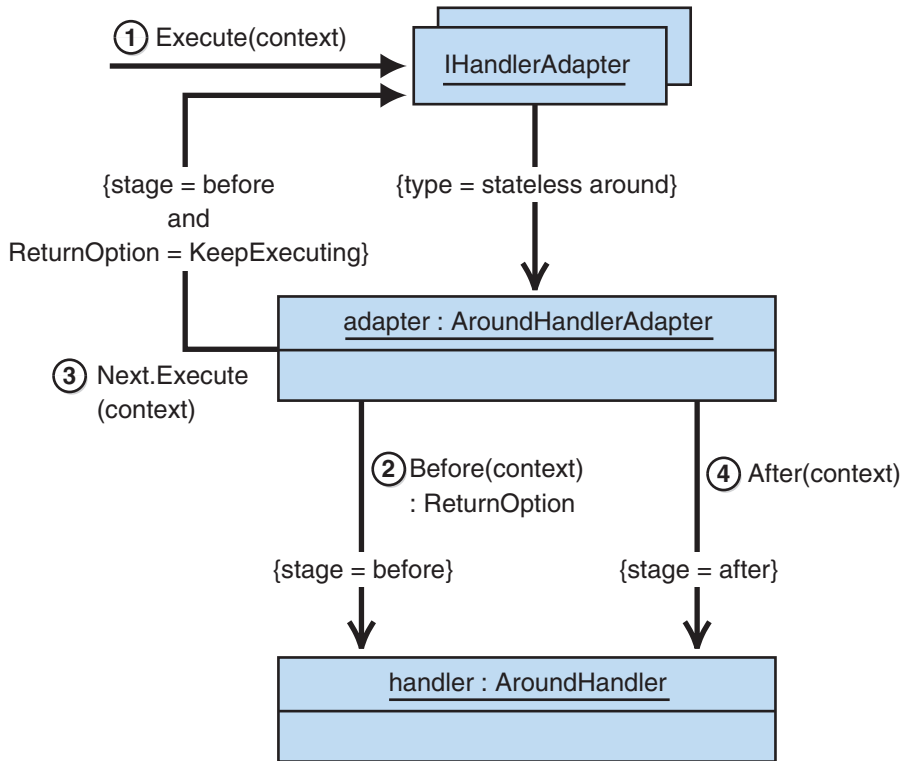 1 Execute(context)
IHandlerAdapter
{stage = before
and
ReturnOption = KeepExecuting}
{type = stateless around}
adapter : AroundHandlerAdapter
3 Next.Execute
(context)
2 Before(context)
: ReturnOption
4 After(context)
{stage = before}
{stage = after}
handler : AroundHandler